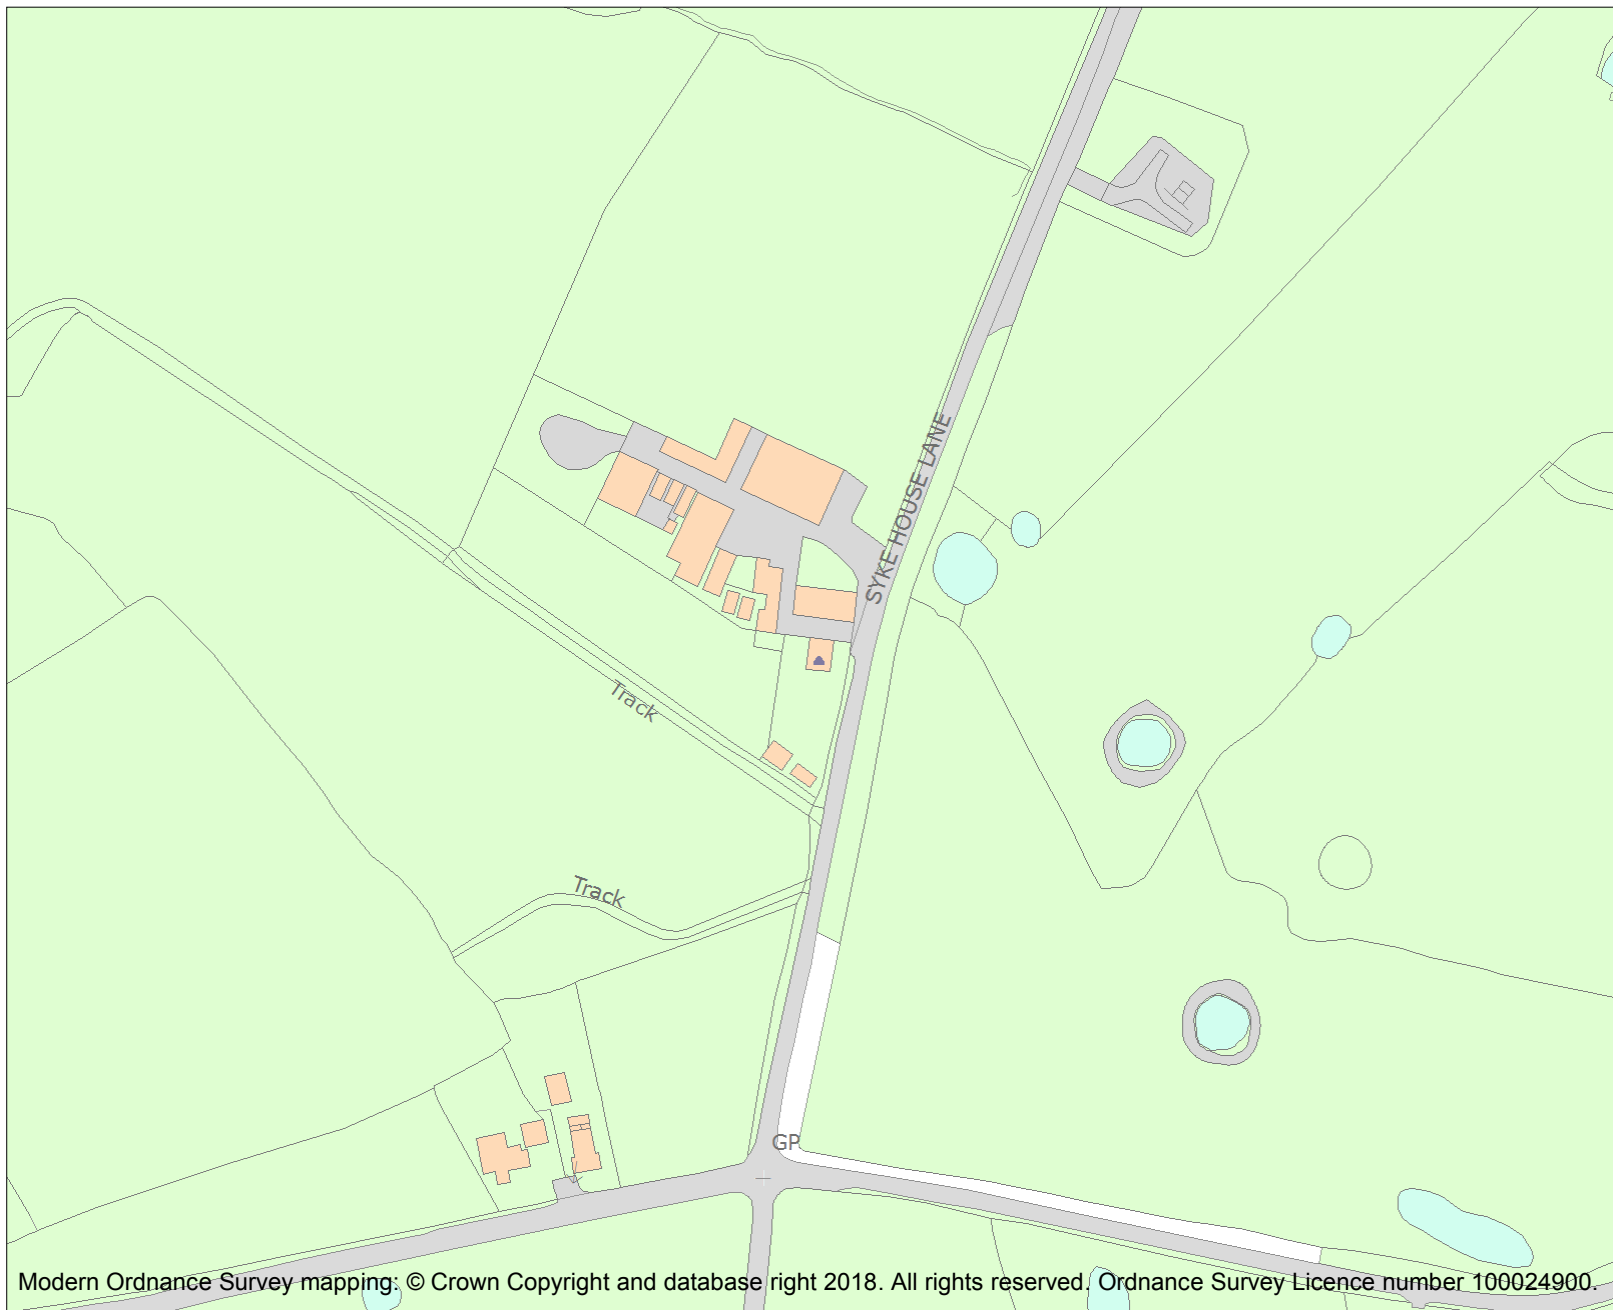 SYKE HOUSE LANE
Track
Track
GP
Modern Ordnance Survey mapping: © Crown Copyright and database right 2018. All rights reserved. Ordnance Survey Licence number 100024900.